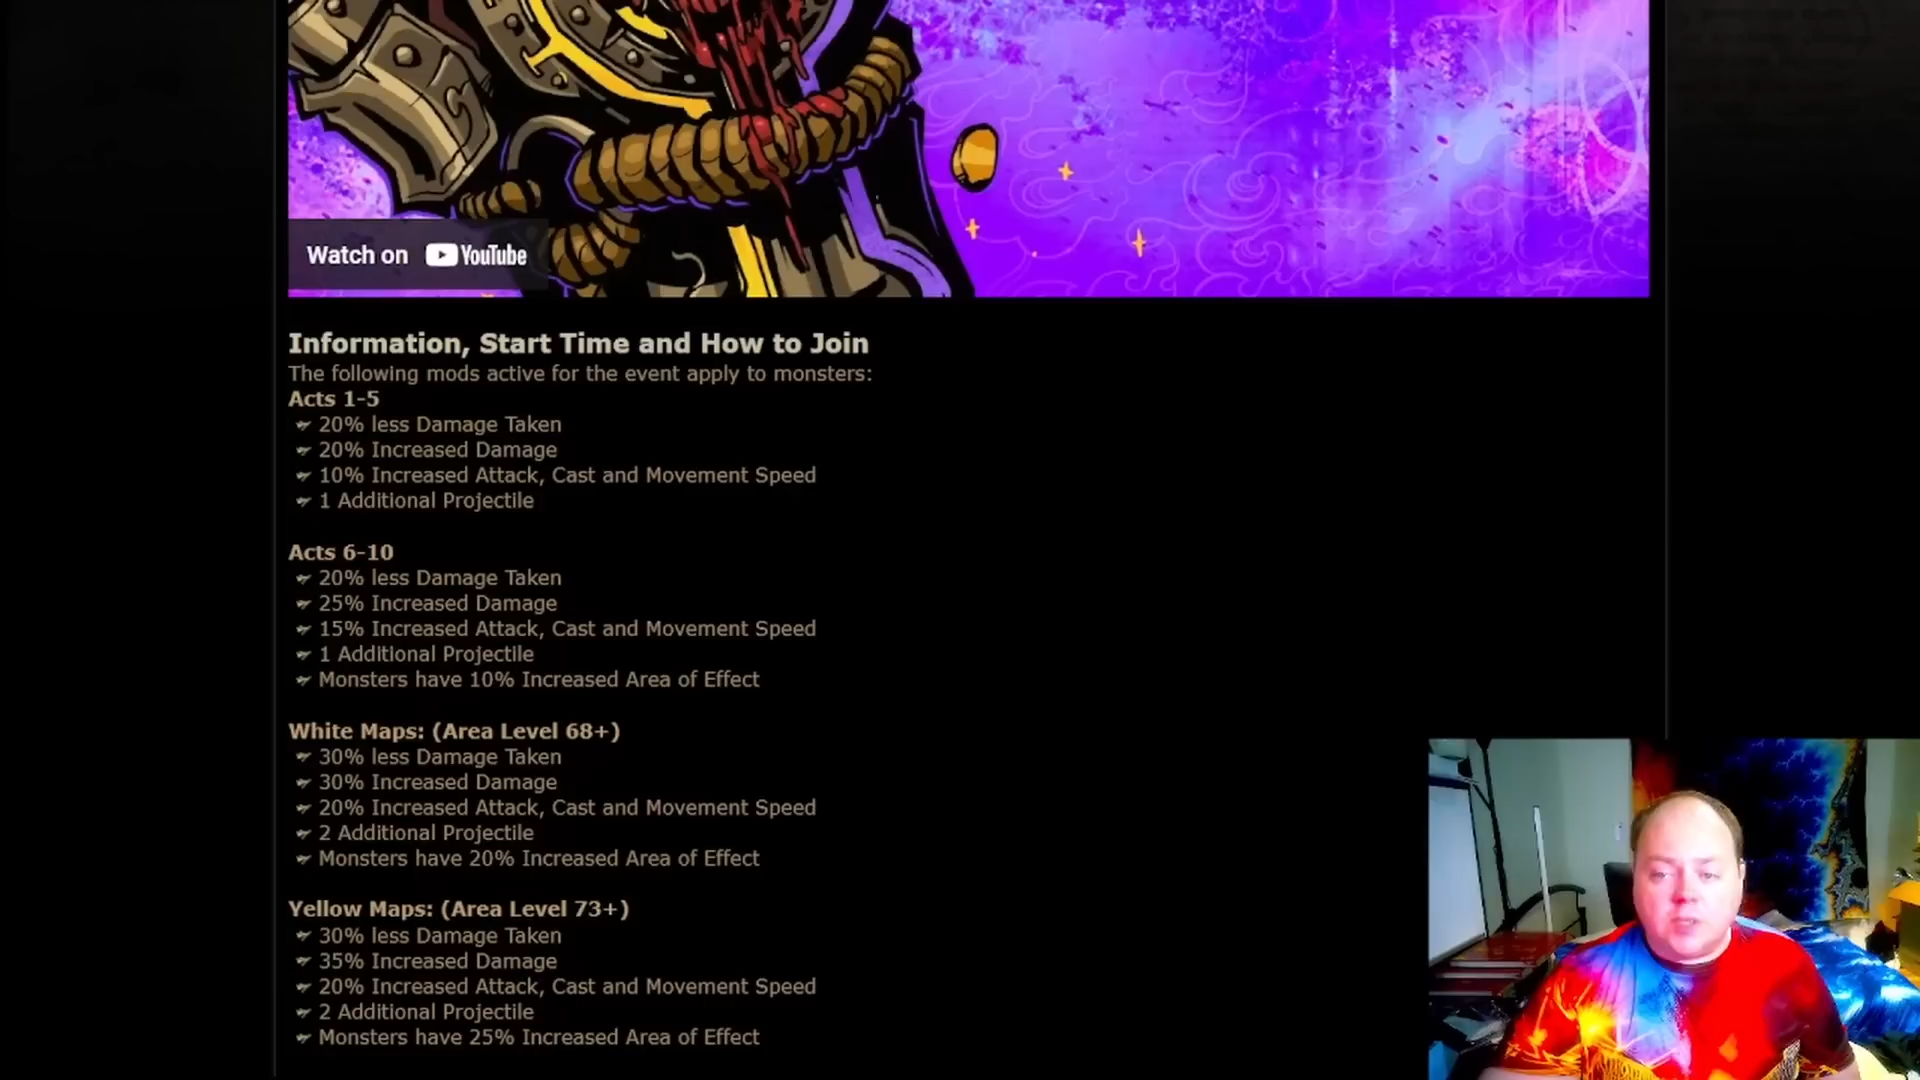 Watch on YouTube
Information, Start Time and How to Join
The following mods active for the event apply to monsters:
Acts 1-5
20% less Damage Taken
20% Increased Damage
10% Increased Attack, Cast and Movement Speed
1 Additional Projectile
Acts 6-10
20% less Damage Taken
25% Increased Damage
15% Increased Attack, Cast and Movement Speed
1 Additional Projectile
Monsters have 10% Increased Area of Effect
White Maps: (Area Level 68+)
30% less Damage Taken
30% Increased Damage
20% Increased Attack, Cast and Movement Speed
2 Additional Projectile
Monsters have 20% Increased Area of Effect
Yellow Maps: (Area Level 73+)
30% less Damage Taken
35% Increased Damage
20% Increased Attack, Cast and Movement Speed
2 Additional Projectile
Monsters have 25% Increased Area of Effect